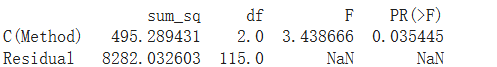 sum_sq df F PR(>F)
C(Method) 495.289431 2.0 3.438666 0.035445
Residual 8282.032603 115.0 NaN NaN